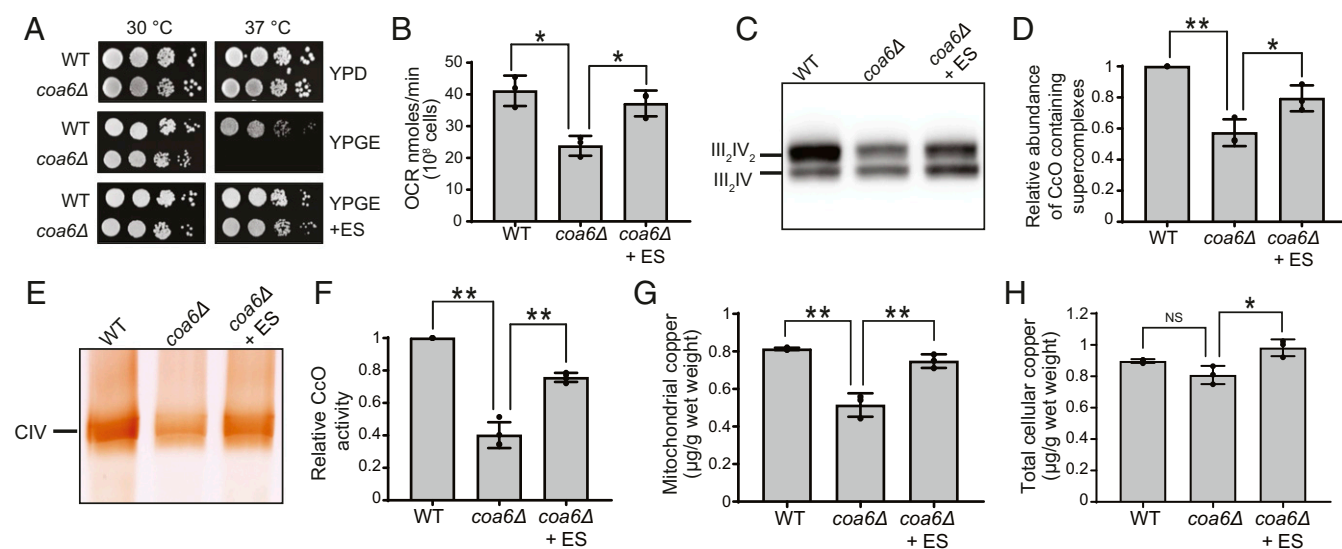 A
30 °C
37 °C
WT
coa6Δ
YPD
WT
coa6Δ
YPGE
WT
coa6Δ
YPGE
+ES
B
OCR nmoles/min
(10⁸ cells)
50
40
30
20
10
0
*
*
WT
coa6Δ
coa6Δ
+ ES
C
WT
coa6Δ
coa6Δ
+ ES
III₂IV₂
III₂IV
D
Relative abundance
of CcO containing
supercomplexes
1
0.8
0.6
0.4
0.2
0
**
*
WT
coa6Δ
coa6Δ
+ ES
E
WT
coa6Δ
coa6Δ
+ ES
CIV
F
Relative CcO
activity
1
0.8
0.6
0.4
0.2
0
**
**
WT
coa6Δ
coa6Δ
+ ES
G
Mitochondrial copper
(µg/g wet weight)
1
0.8
0.6
0.4
0.2
0
**
**
WT
coa6Δ
coa6Δ
+ ES
H
Total cellular copper
(µg/g wet weight)
1.2
1
0.8
0.6
0.4
0.2
0
NS
*
WT
coa6Δ
coa6Δ
+ ES